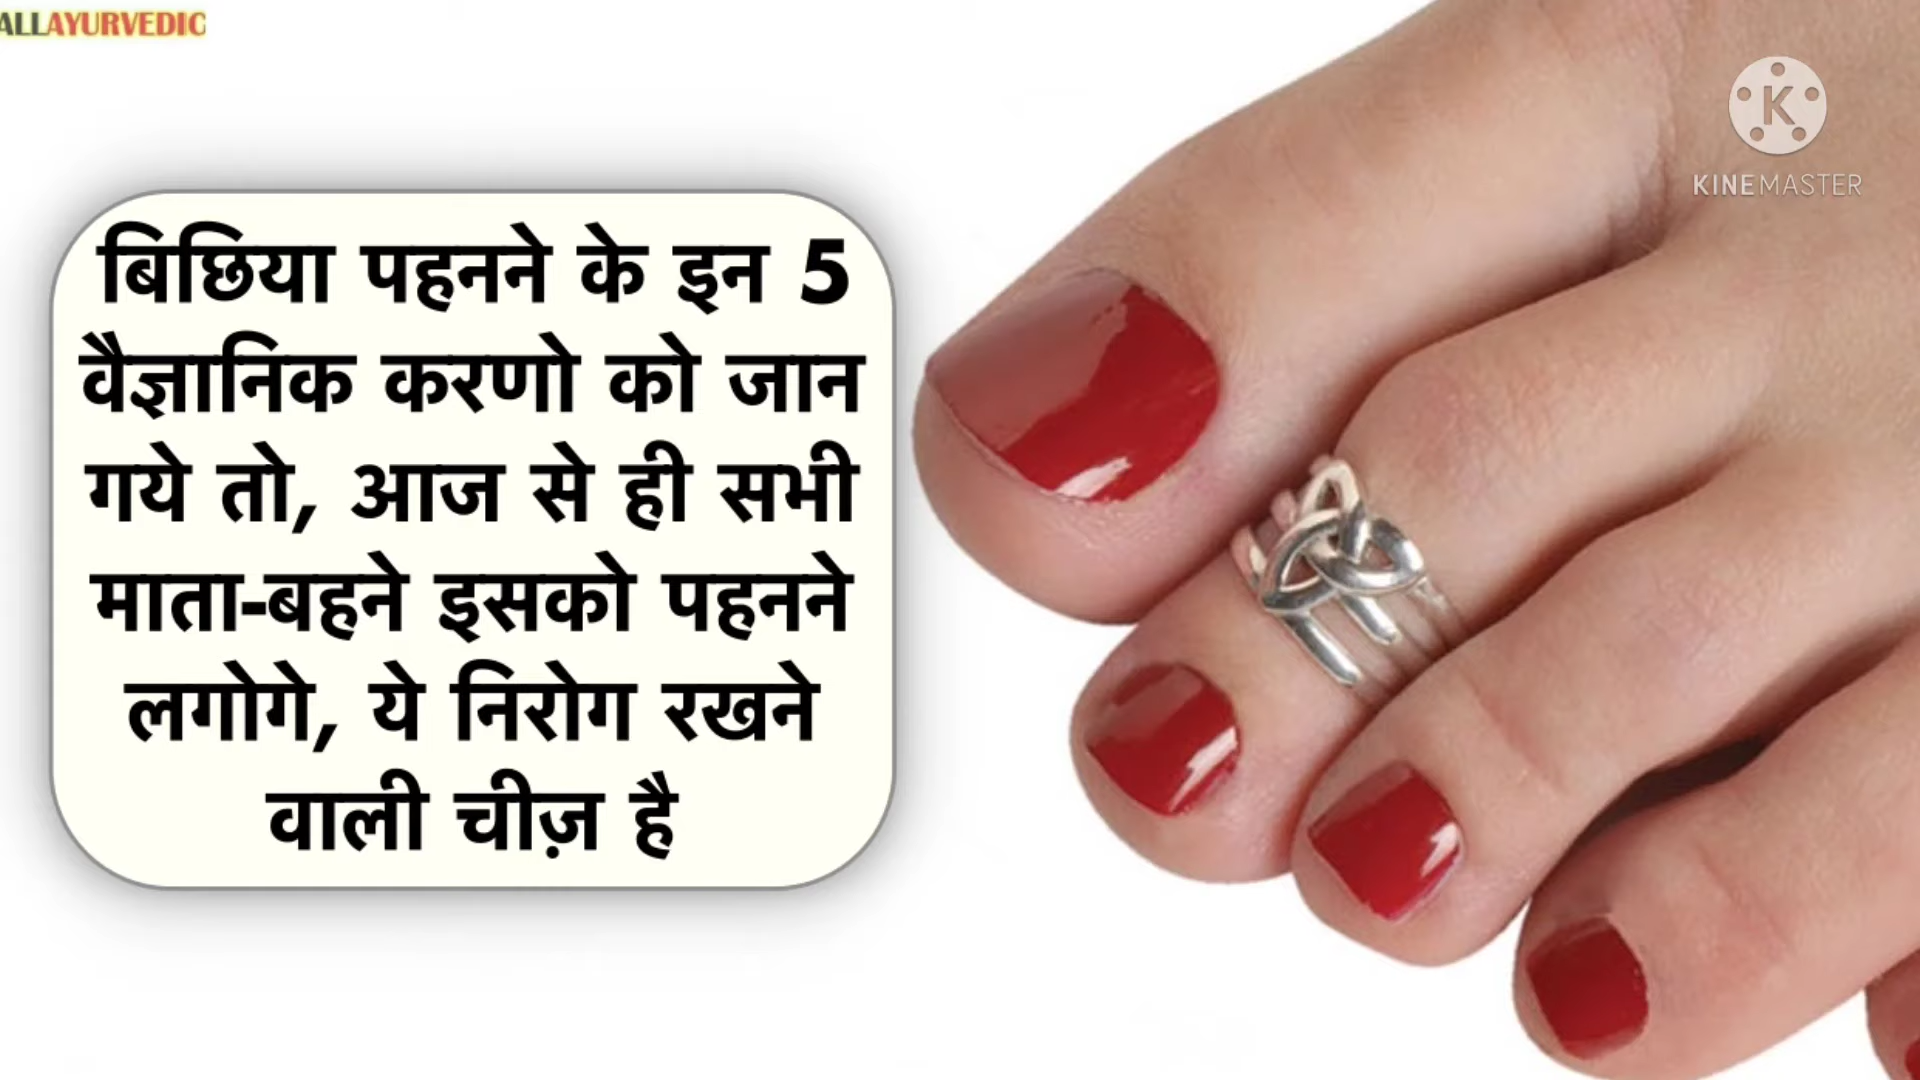 ALLAYURVEDIC
KINEMASTER
बिछिया पहनने के इन 5
वैज्ञानिक करणो को जान
गये तो, आज से ही सभी
माता-बहने इसको पहनने
लगोगे, ये निरोग रखने
वाली चीज़ है